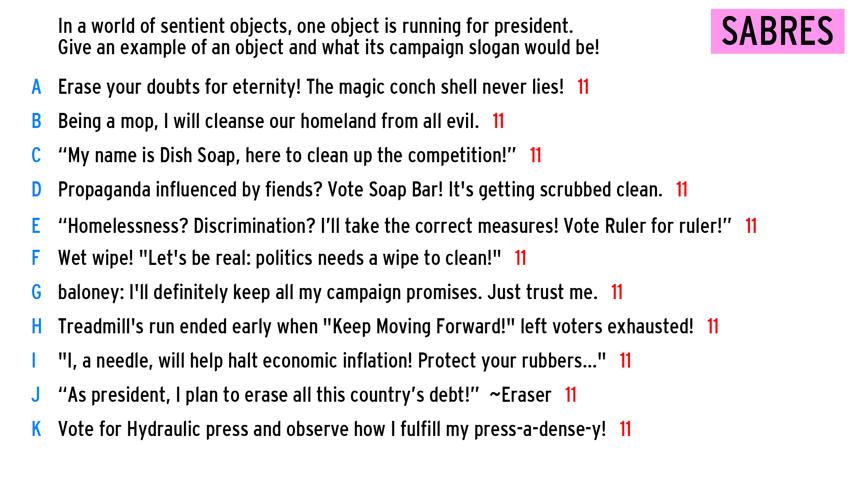 In a world of sentient objects, one object is running for president.
Give an example of an object and what its campaign slogan would be!
SABRES
A Erase your doubts for eternity! The magic conch shell never lies! 11
B Being a mop, I will cleanse our homeland from all evil. 11
C “My name is Dish Soap, here to clean up the competition!” 11
D Propaganda influenced by fiends? Vote Soap Bar! It's getting scrubbed clean. 11
E “Homelessness? Discrimination? I’ll take the correct measures! Vote Ruler for ruler!” 11
F Wet wipe! "Let's be real: politics needs a wipe to clean!" 11
G baloney: I'll definitely keep all my campaign promises. Just trust me. 11
H Treadmill's run ended early when "Keep Moving Forward!" left voters exhausted! 11
I "I, a needle, will help halt economic inflation! Protect your rubbers..." 11
J “As president, I plan to erase all this country’s debt!” ~Eraser 11
K Vote for Hydraulic press and observe how I fulfill my press-a-dense-y! 11